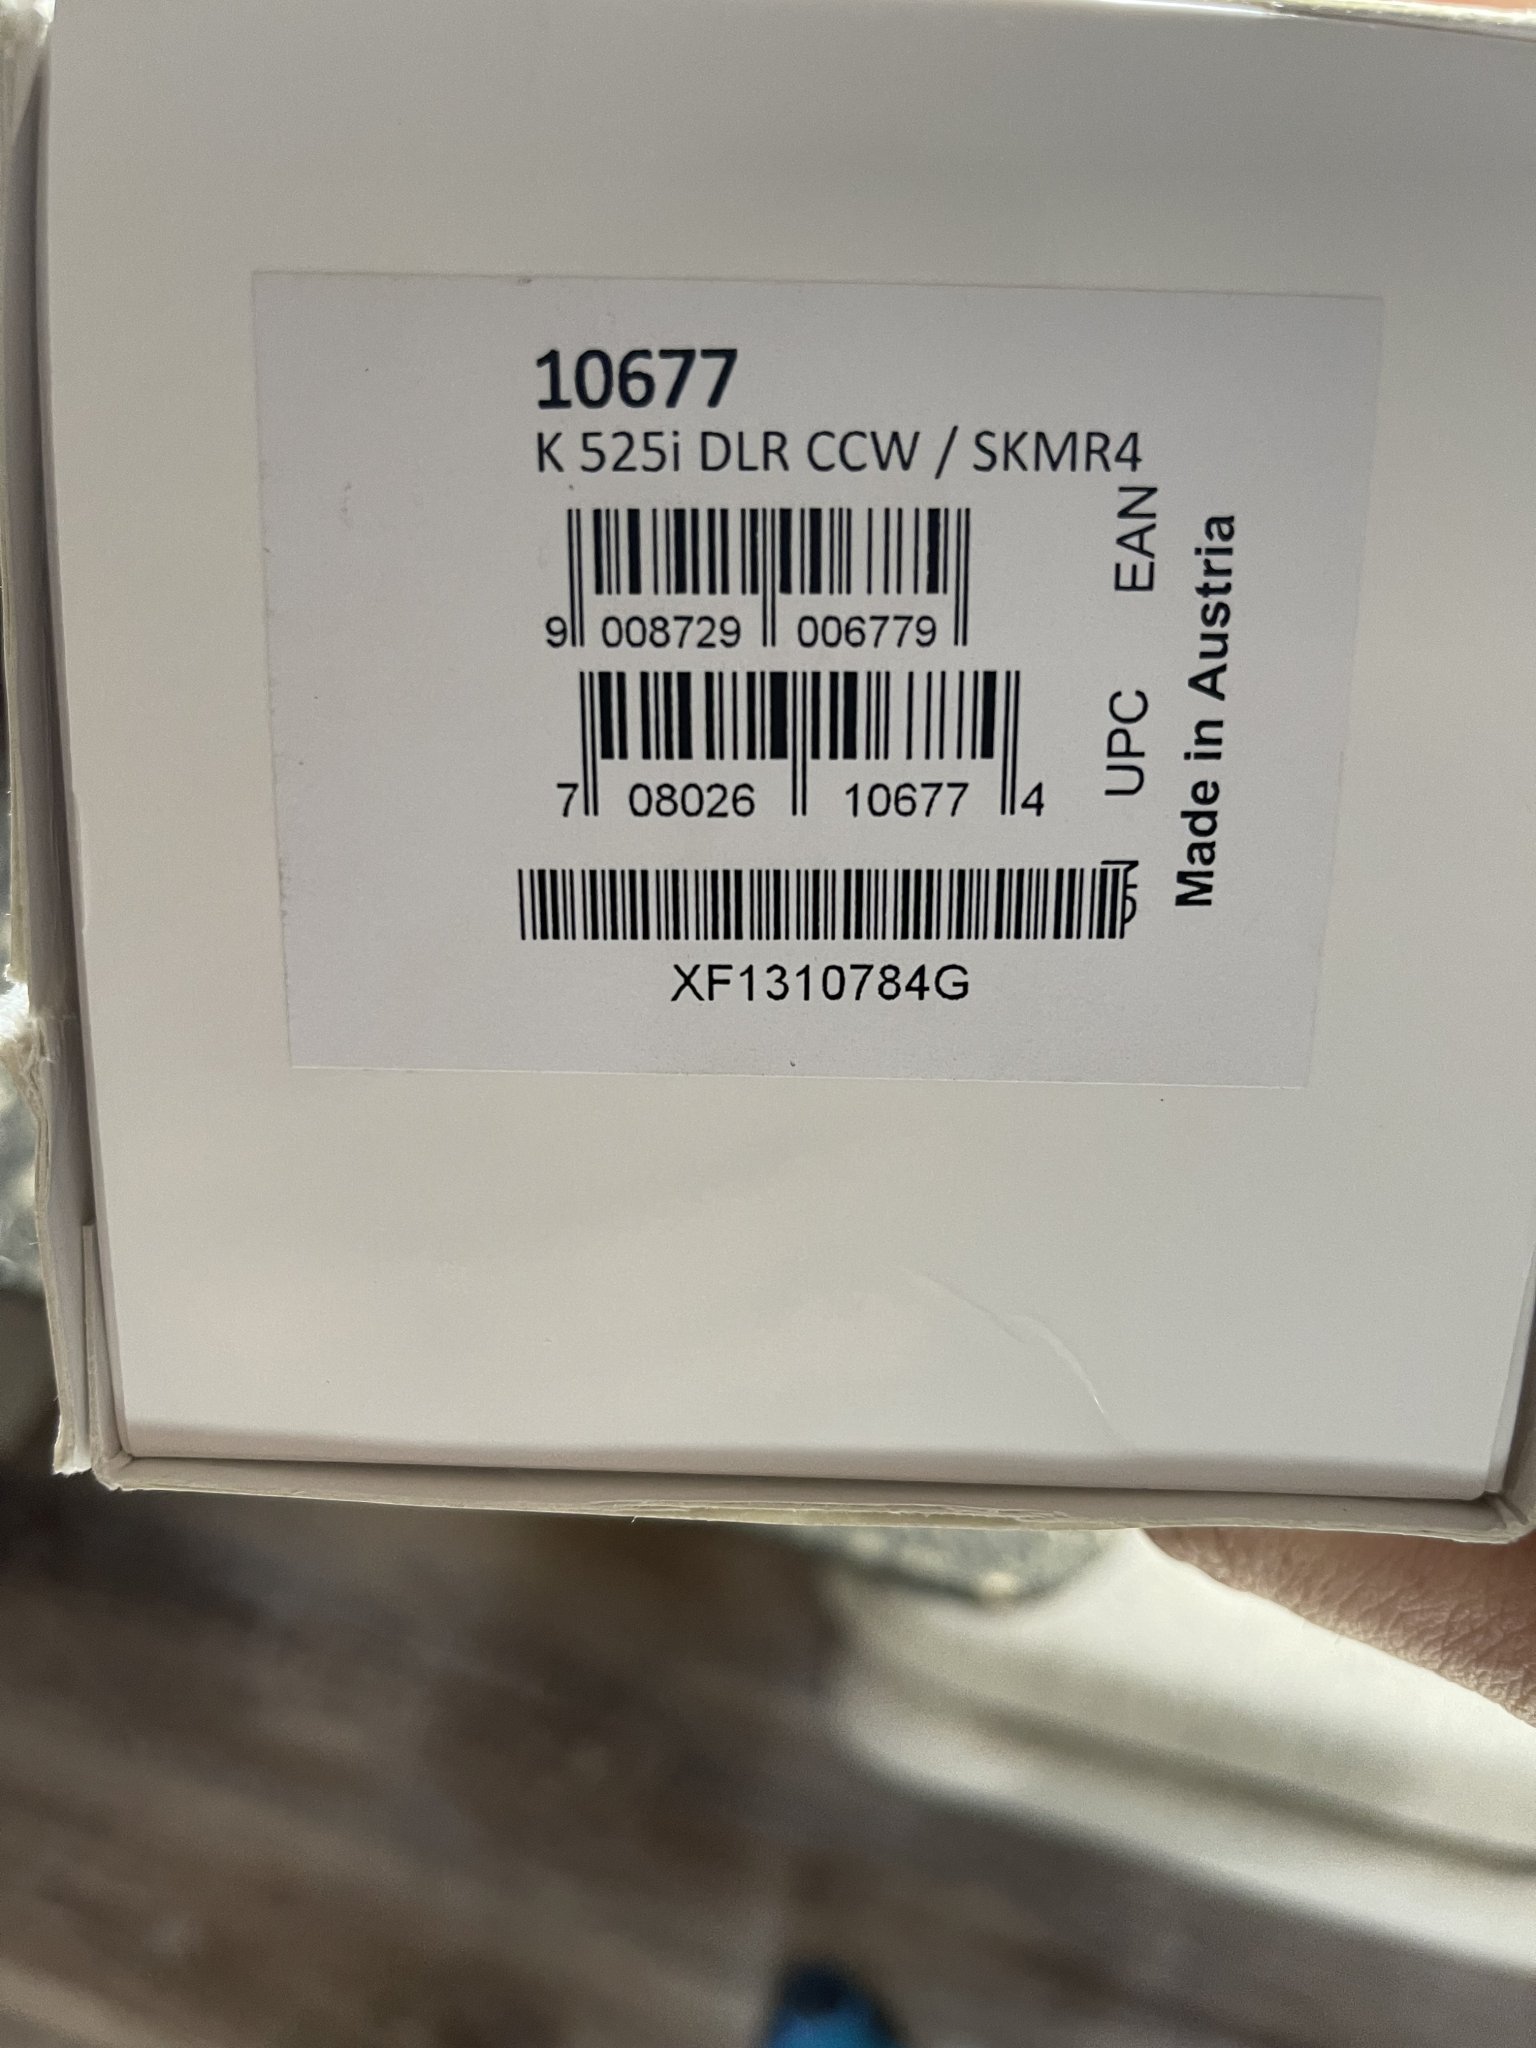 10677
K 525i DLR CCW / SKMR4
9 008729 006779
EAN
7 08026 10677 4
UPC
XF1310784G
Made in Austria